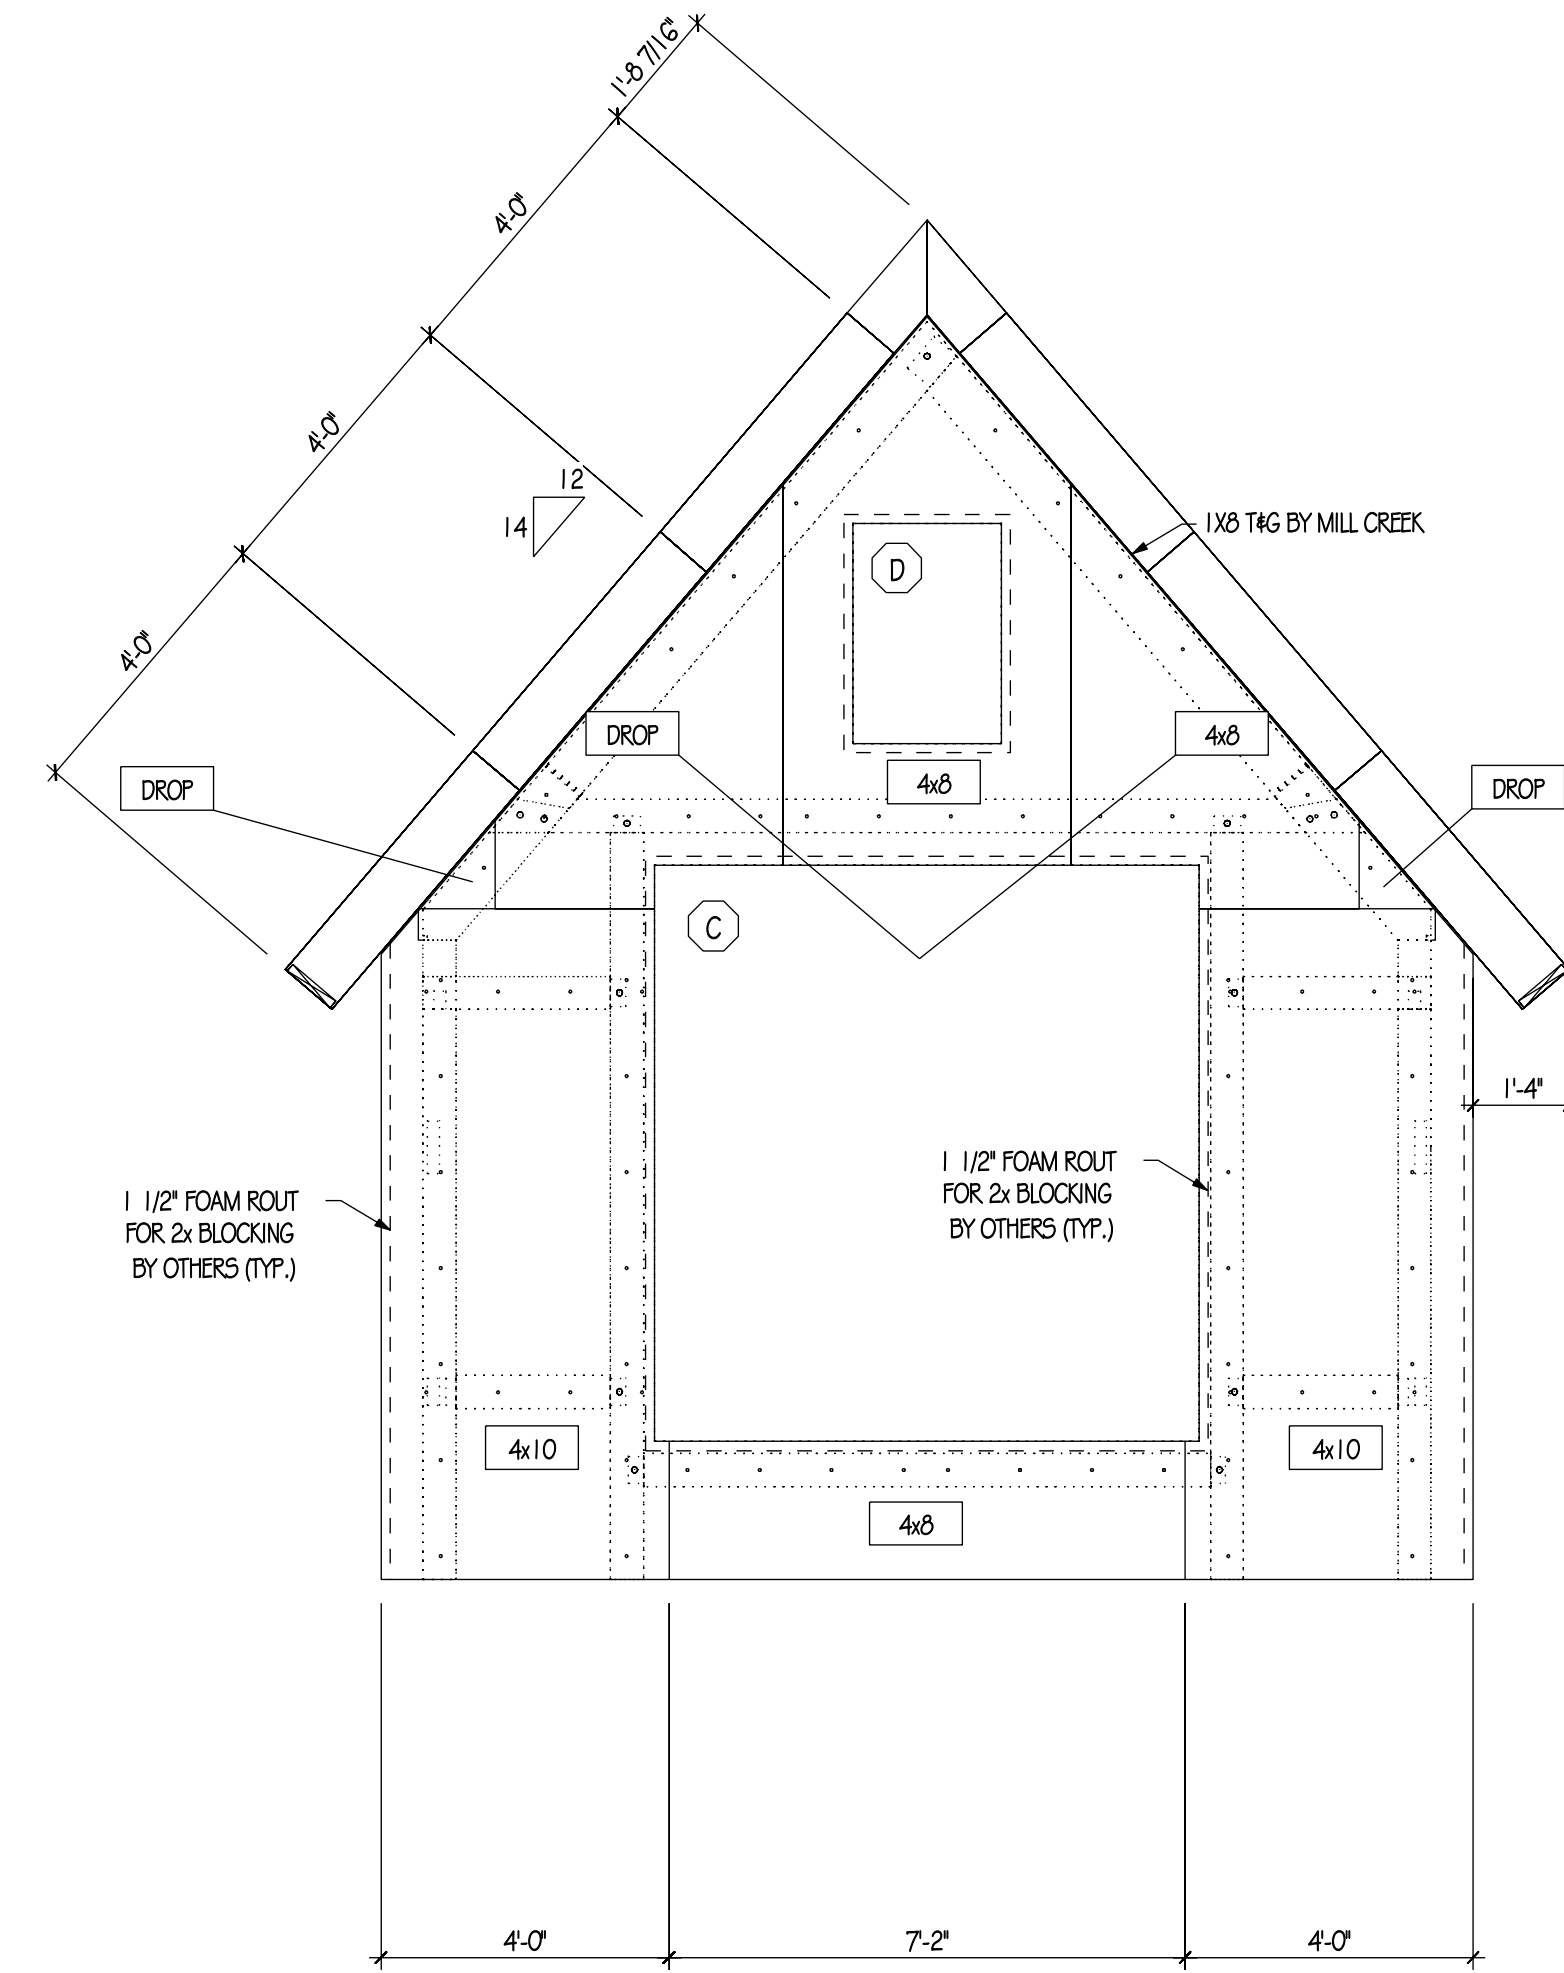 1'-8 7/16"
4'-0"
4'-0"
4'-0"
12
14
1X8 T&G BY MILL CREEK
D
DROP
4x8
4x8
DROP
DROP
C
1'-4"
1 1/2" FOAM ROUT
FOR 2x BLOCKING
BY OTHERS (TYP.)
1 1/2" FOAM ROUT
FOR 2x BLOCKING
BY OTHERS (TYP.)
4x10
4x10
4x8
4'-0"
7'-2"
4'-0"